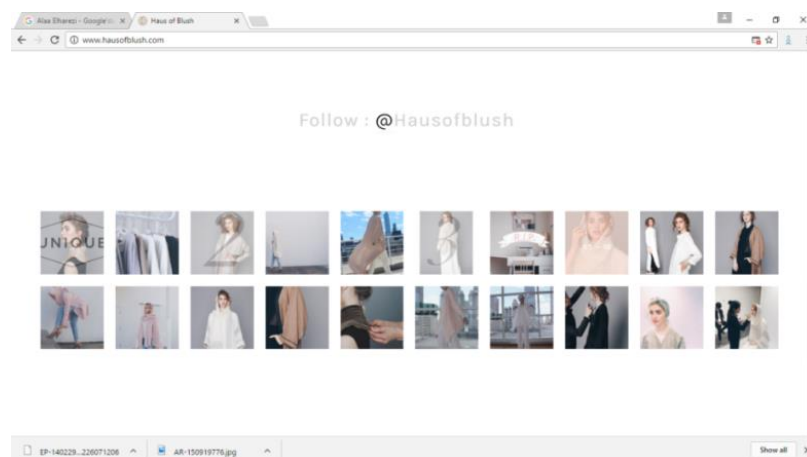 Alaa Elharezi - Google
Haus of Blush
www.hausofblush.com
Follow : @Hausofblush
UNIQUE
EP-140229...226071206
AR-150919776.jpg
Show all